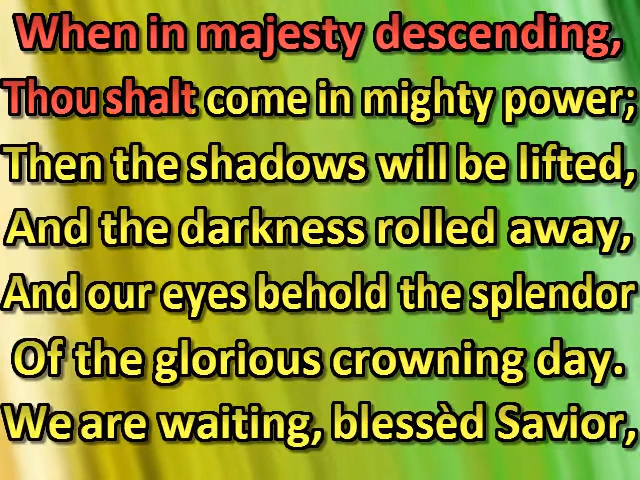 When in majesty descending,
Thou shalt come in mighty power;
Then the shadows will be lifted,
And the darkness rolled away,
And our eyes behold the splendor
Of the glorious crowning day.
We are waiting, blessèd Savior,